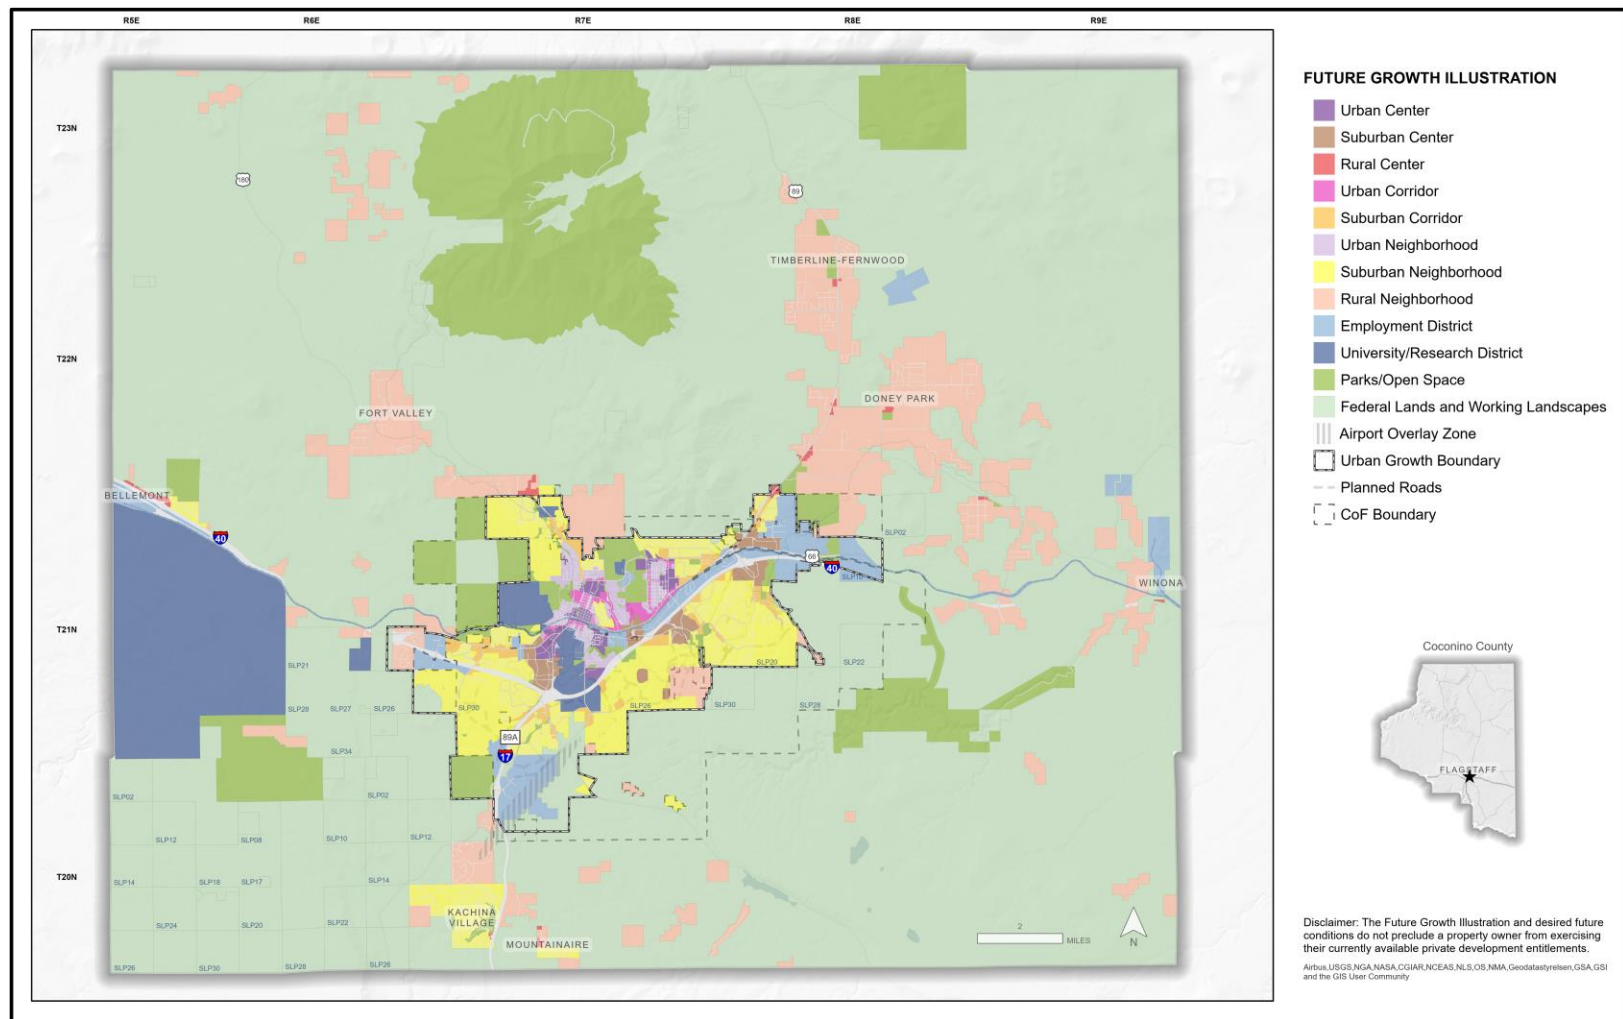 R5E
R6E
R7E
R8E
R9E
T23N
T22N
T21N
T20N
180
89
TIMBERLINE-FERNWOOD
DONEY PARK
FORT VALLEY
BELLEMONT
40
SLP02
66
40
SLP10
WINONA
SLP21
SLP20
SLP22
SLP28
SLP27
SLP26
SLP30
SLP26
SLP30
SLP28
89A
17
SLP34
SLP02
SLP02
SLP12
SLP08
SLP10
SLP12
SLP14
SLP18
SLP17
SLP14
SLP24
SLP20
SLP22
KACHINA
VILLAGE
MOUNTAINAIRE
SLP26
SLP30
SLP28
SLP26
2
MILES
N
FUTURE GROWTH ILLUSTRATION
Urban Center
Suburban Center
Rural Center
Urban Corridor
Suburban Corridor
Urban Neighborhood
Suburban Neighborhood
Rural Neighborhood
Employment District
University/Research District
Parks/Open Space
Federal Lands and Working Landscapes
Airport Overlay Zone
Urban Growth Boundary
Planned Roads
CoF Boundary
Coconino County
FLAGSTAFF
Disclaimer: The Future Growth Illustration and desired future
conditions do not preclude a property owner from exercising
their currently available private development entitlements.
Airbus,USGS,NGA,NASA,CGIAR,NCEAS,NLS,OS,NMA,Geodatastyrelsen,GSA,GSI
and the GIS User Community